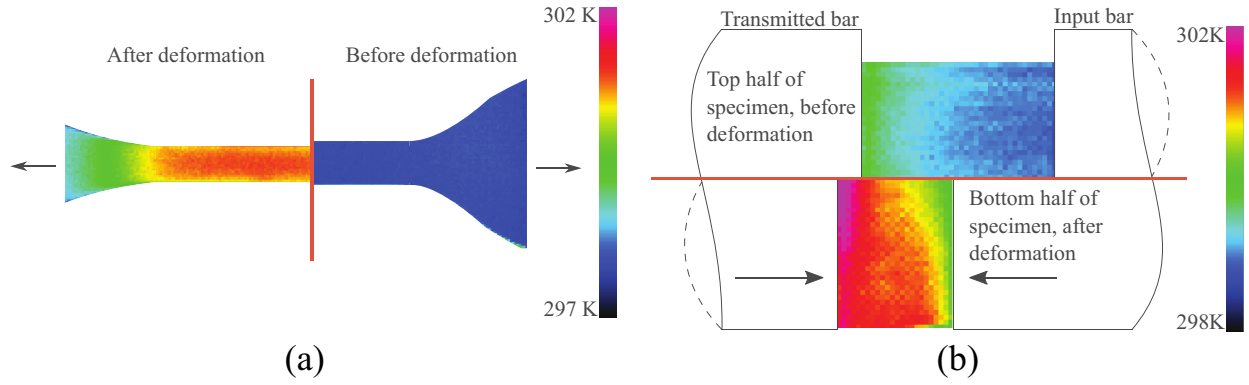 302 K
After deformation
Before deformation
297 K
(a)
Transmitted bar
Input bar
302K
Top half of
specimen, before
deformation
Bottom half of
specimen, after
deformation
298K
(b)